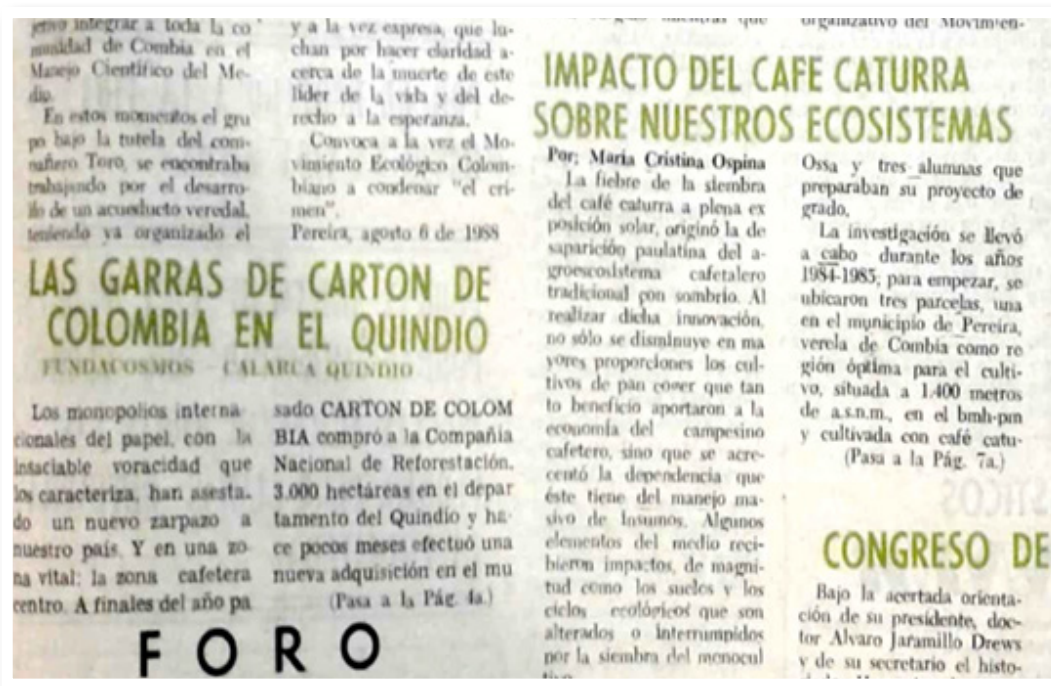 jetivo integrar a toda la co
munidad de Combia en el
Manejo Científico del Me-
dio.
En estos momentos el gru
po bajo la tutela del com-
pañero Toro, se encontraba
trabajando por el desarro-
llo de un acueducto veredal,
teniendo ya organizado el
y a la vez expresa, que lu-
chan por hacer claridad a-
cerca de la muerte de este
líder de la vida y del de-
recho a la esperanza.
Convoca a la vez el Mo-
vimiento Ecológico Colom-
biano a condenar "el cri-
men".
Pereira, agosto 6 de 1988
LAS GARRAS DE CARTON DE
COLOMBIA EN EL QUINDIO
FUNDACOSMOS - CALARCA QUINDIO
Los monopolios interna-
cionales del papel, con la
insaciable voracidad que
los caracteriza, han asesta-
do un nuevo zarpazo a
nuestro país. Y en una zo-
na vital: la zona cafetera
centro. A finales del año pa
sado CARTON DE COLOM
BIA compró a la Compañía
Nacional de Reforestación,
3.000 hectáreas en el depar
tamento del Quindío y ha-
ce pocos meses efectuó una
nueva adquisición en el mu
(Pasa a la Pág. 4a.)
FORO
que
organizativo del Movimien-
IMPACTO DEL CAFE CATURRA
SOBRE NUESTROS ECOSISTEMAS
Por: María Cristina Ospina
La fiebre de la siembra
del café caturra a plena ex
posición solar, originó la de
saparición paulatina del a-
groescosistema cafetalero
tradicional con sombrío. Al
realizar dicha innovación,
no sólo se disminuye en ma
yores proporciones los cul-
tivos de pan coger que tan
to beneficio aportaron a la
economía del campesino
cafetero, sino que se acre-
centó la dependencia que
éste tiene del manejo ma-
sivo de Insumos. Algunos
elementos del medio reci-
bieron impactos, de magni-
tud como los suelos y los
ciclos ecológicos que son
alterados o interrumpidos
por la siembra del monocul
Ossa y tres alumnas que
preparaban su proyecto de
grado.
La investigación se llevó
a cabo durante los años
1984-1985; para empezar, se
ubicaron tres parcelas, una
en el municipio de Pereira,
verela de Combia como re
gión óptima para el culti-
vo, situada a 1.400 metros
de a.s.n.m., en el bmh-pm
y cultivada con café catu-
(Pasa a la Pág. 7a.)
CONGRESO DE
Bajo la acertada orienta-
ción de su presidente, doc-
tor Alvaro Jaramillo Drews
y de su secretario el histo-